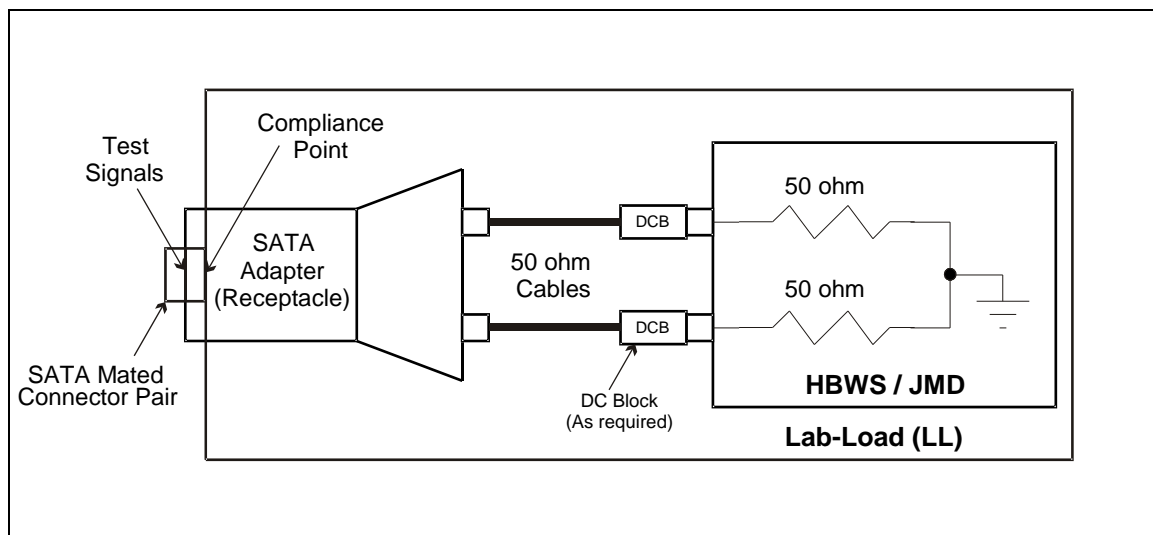 Test
Signals
Compliance
Point
SATA
Adapter
(Receptacle)
SATA Mated
Connector Pair
50 ohm
Cables
DCB
DCB
DC Block
(As required)
50 ohm
50 ohm
HBWS / JMD
Lab-Load (LL)